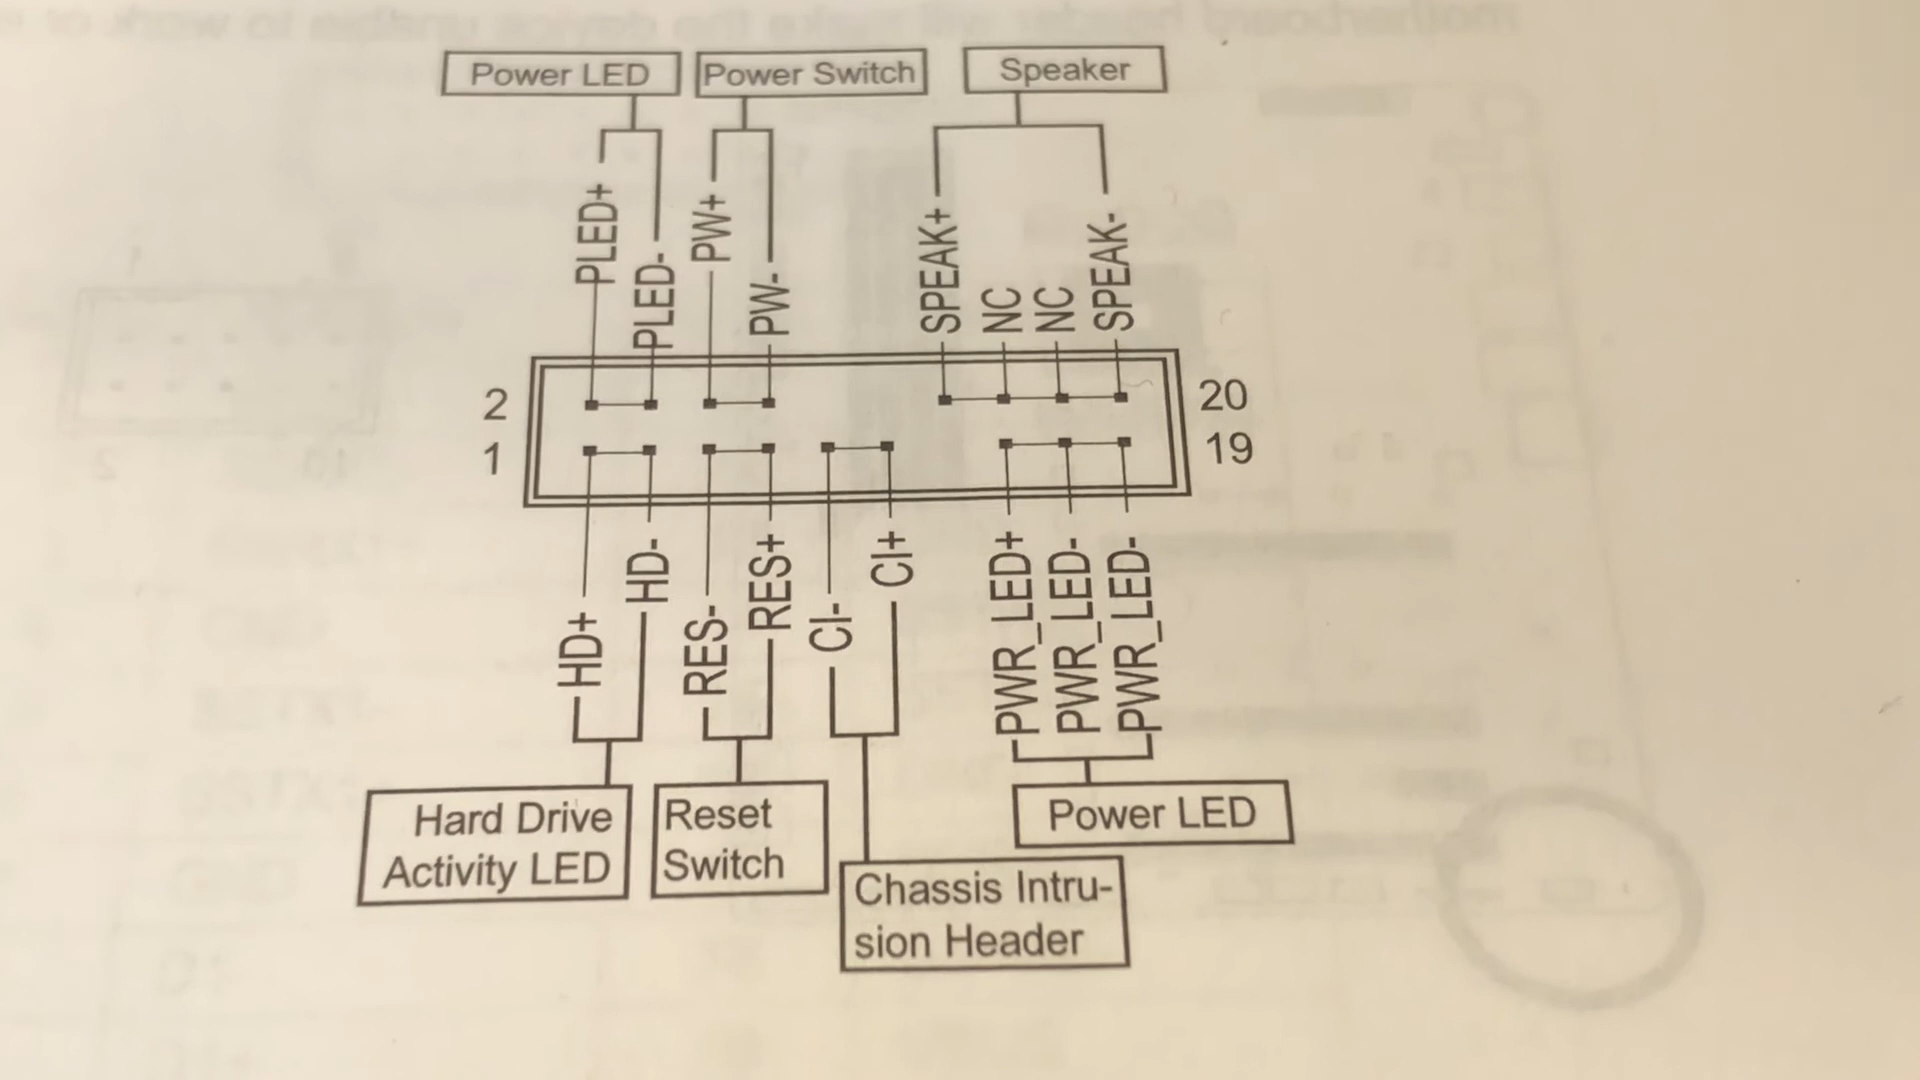 Power LED
Power Switch
Speaker
PLED+
PLED-
PW+
PW-
SPEAK+
NC
NC
SPEAK-
2
20
1
19
HD+
HD-
RES-
RES+
CI-
CI+
PWR_LED+
PWR_LED-
PWR_LED-
Hard Drive
Activity LED
Reset
Switch
Chassis Intru-
sion Header
Power LED